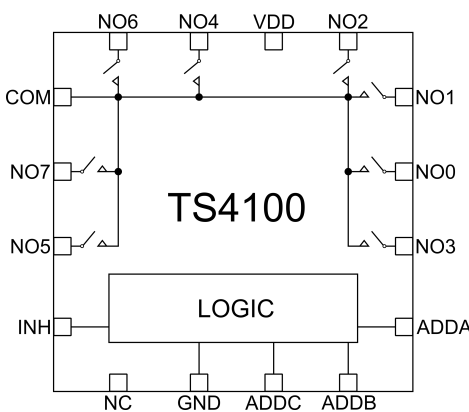 NO6 NO4 VDD NO2
COM NO1
NO7 NO0
TS4100
NO5 NO3
LOGIC
INH ADDA
NC GND ADDC ADDB